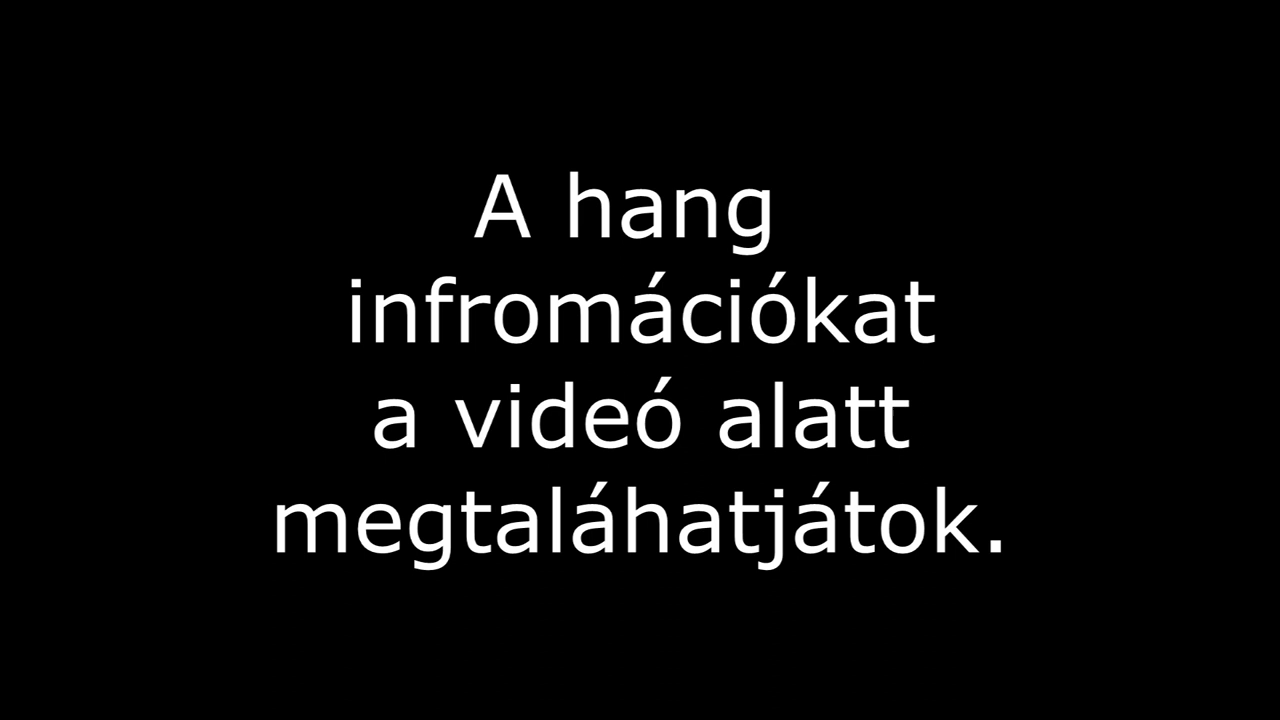 A hang
infromációkat
a videó alatt
megtaláhatjátok.